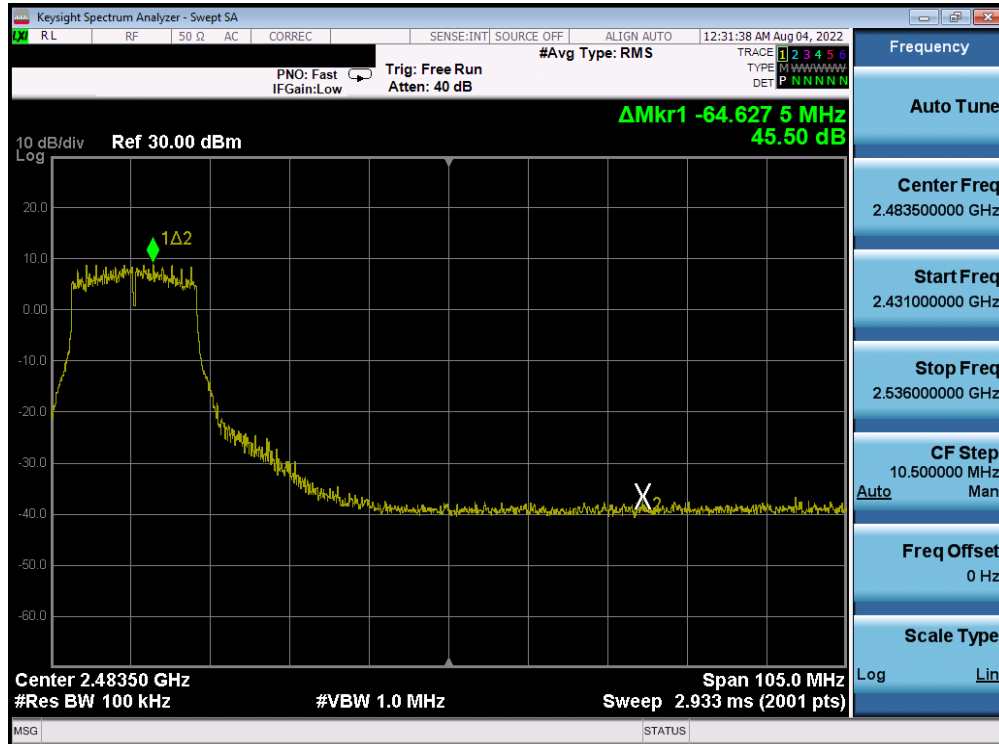 Keysight Spectrum Analyzer - Swept SA
LXI RL RF 50 Ω AC CORREC SENSE:INT SOURCE OFF ALIGN AUTO 12:31:38 AM Aug 04, 2022
#Avg Type: RMS
TRACE 1 2 3 4 5 6
PNO: Fast Trig: Free Run TYPE M WWWWW
IFGain:Low Atten: 40 dB DET P N N N N N
ΔMkr1 -64.627 5 MHz
45.50 dB
10 dB/div Ref 30.00 dBm
Log
20.0
1Δ2
10.0
0.00
-10.0
-20.0
-30.0
X2
-40.0
-50.0
-60.0
Center 2.48350 GHz Span 105.0 MHz
#Res BW 100 kHz #VBW 1.0 MHz Sweep 2.933 ms (2001 pts)
MSG STATUS
Frequency
Auto Tune
Center Freq
2.483500000 GHz
Start Freq
2.431000000 GHz
Stop Freq
2.536000000 GHz
CF Step
10.500000 MHz
Auto Man
Freq Offset
0 Hz
Scale Type
Log Lin